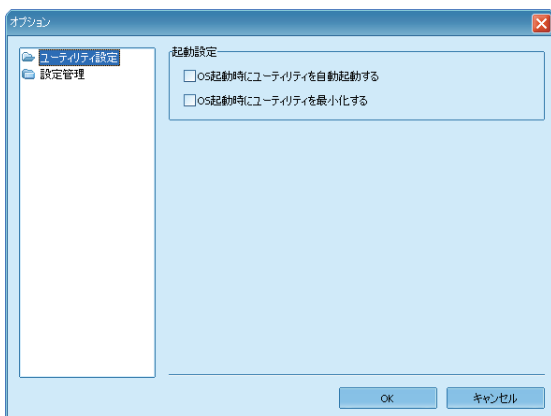 オプション
ユーティリティ設定
設定管理
起動設定
OS起動時にユーティリティを自動起動する
OS起動時にユーティリティを最小化する
OK
キャンセル